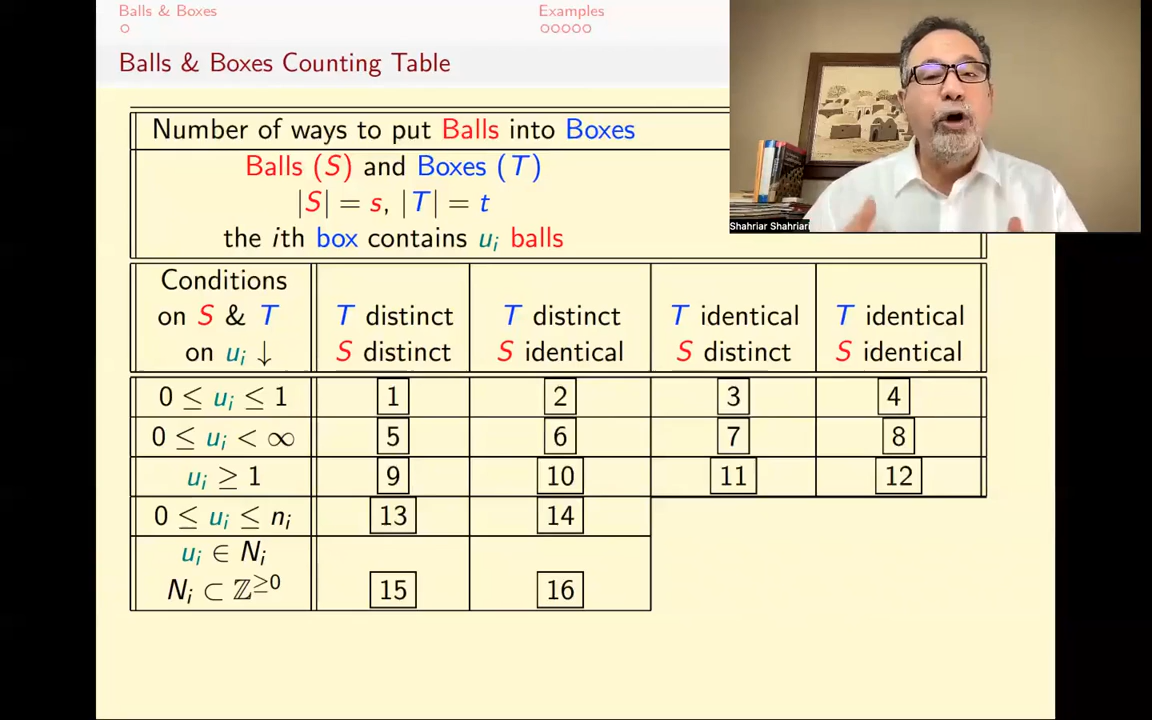 Balls & Boxes
Examples
Balls & Boxes Counting Table
Number of ways to put Balls into Boxes
Balls (S) and Boxes (T)
|S| = s, |T| = t
the ith box contains u_i balls
Conditions
on S & T
on u_i ↓
T distinct
S distinct
T distinct
S identical
T identical
S distinct
T identical
S identical
0 ≤ u_i ≤ 1 1 2 3 4
0 ≤ u_i < ∞ 5 6 7 8
u_i ≥ 1 9 10 11 12
0 ≤ u_i ≤ n_i 13 14
u_i ∈ N_i
N_i ⊂ ℤ^≥0 15 16
Shahriar Shahriari